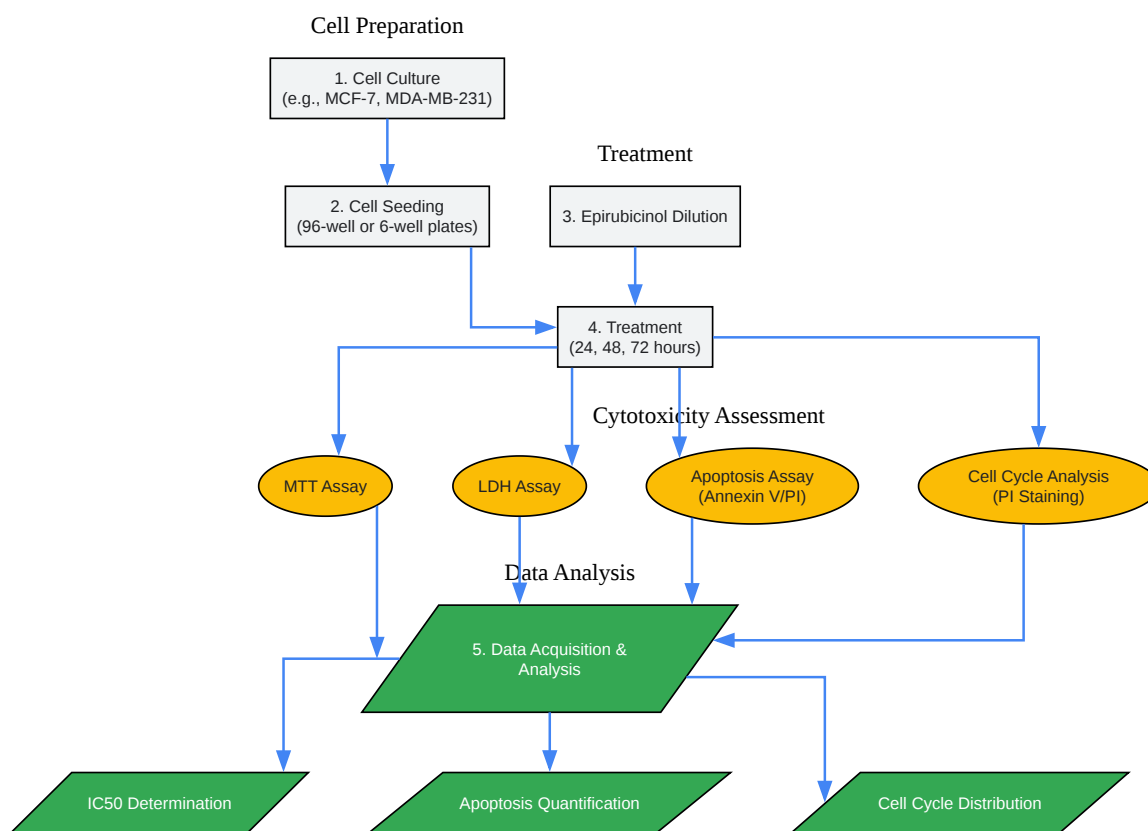 Cell Preparation
1. Cell Culture
(e.g., MCF-7, MDA-MB-231)
Treatment
2. Cell Seeding
(96-well or 6-well plates)
3. Epirubicinol Dilution
4. Treatment
(24, 48, 72 hours)
Cytotoxicity Assessment
MTT Assay
LDH Assay
Apoptosis Assay
(Annexin V/PI)
Cell Cycle Analysis
(PI Staining)
Data Analysis
5. Data Acquisition &
Analysis
IC50 Determination
Apoptosis Quantification
Cell Cycle Distribution